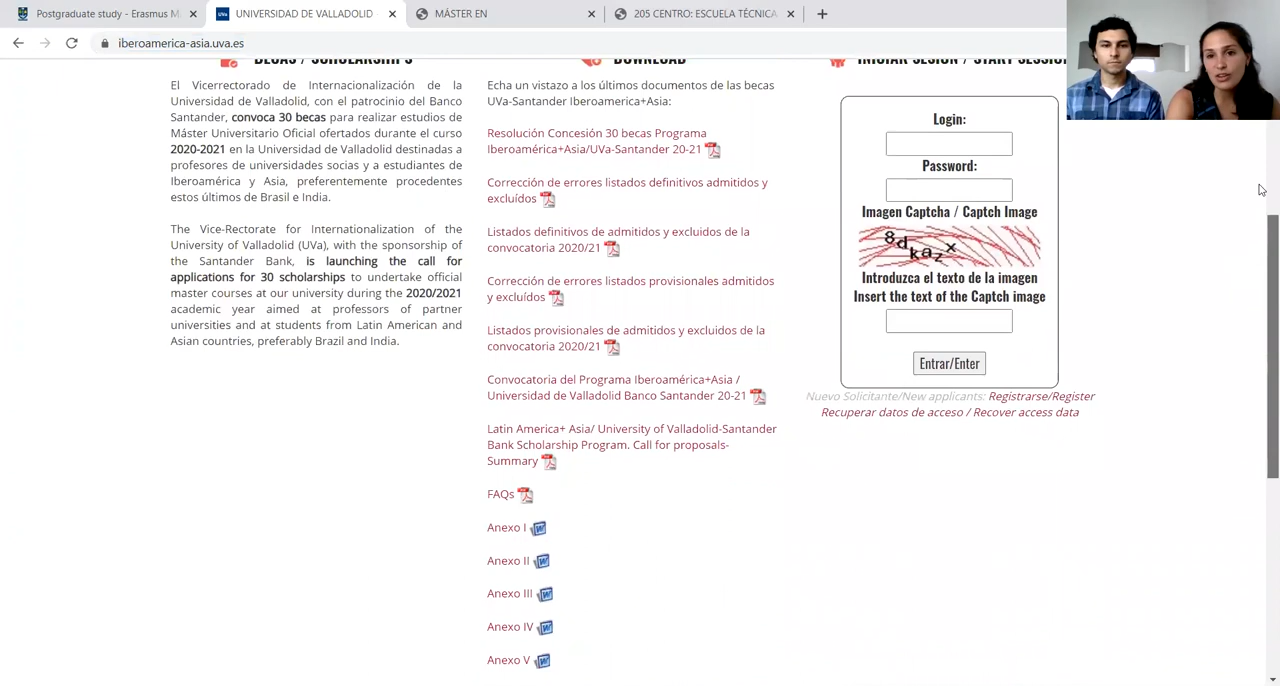 Postgraduate study - Erasmus M
UNIVERSIDAD DE VALLADOLID
MÁSTER EN
205 CENTRO: ESCUELA TÉCNICA
iberoamerica-asia.uva.es
BECAS / SCHOLARSHIPS
El Vicerrectorado de Internacionalización de la
Universidad de Valladolid, con el patrocinio del Banco
Santander, convoca 30 becas para realizar estudios de
Máster Universitario Oficial ofertados durante el curso
2020-2021 en la Universidad de Valladolid destinadas a
profesores de universidades socias y a estudiantes de
Iberoamérica y Asia, preferentemente procedentes
estos últimos de Brasil e India.
The Vice-Rectorate for Internationalization of the
University of Valladolid (UVa), with the sponsorship of
the Santander Bank, is launching the call for
applications for 30 scholarships to undertake official
master courses at our university during the 2020/2021
academic year aimed at professors of partner
universities and at students from Latin American and
Asian countries, preferably Brazil and India.
DOWNLOAD
Echa un vistazo a los últimos documentos de las becas
UVa-Santander Iberoamerica+Asia:
Resolución Concesión 30 becas Programa
Iberoamérica+Asia/UVa-Santander 20-21
Corrección de errores listados definitivos admitidos y
excluídos
Listados definitivos de admitidos y excluidos de la
convocatoria 2020/21
Corrección de errores listados provisionales admitidos
y excluídos
Listados provisionales de admitidos y excluidos de la
convocatoria 2020/21
Convocatoria del Programa Iberoamérica+Asia /
Universidad de Valladolid Banco Santander 20-21
Latin America+ Asia/ University of Valladolid-Santander
Bank Scholarship Program. Call for proposals-
Summary
FAQs
Anexo I
Anexo II
Anexo III
Anexo IV
Anexo V
INICIAR SESIÓN / START SESSION
Login:
Password:
Imagen Captcha / Captch Image
8dkazx
Introduzca el texto de la imagen
Insert the text of the Captch image
Entrar/Enter
Nuevo Solicitante/New applicants: Registrarse/Register
Recuperar datos de acceso / Recover access data